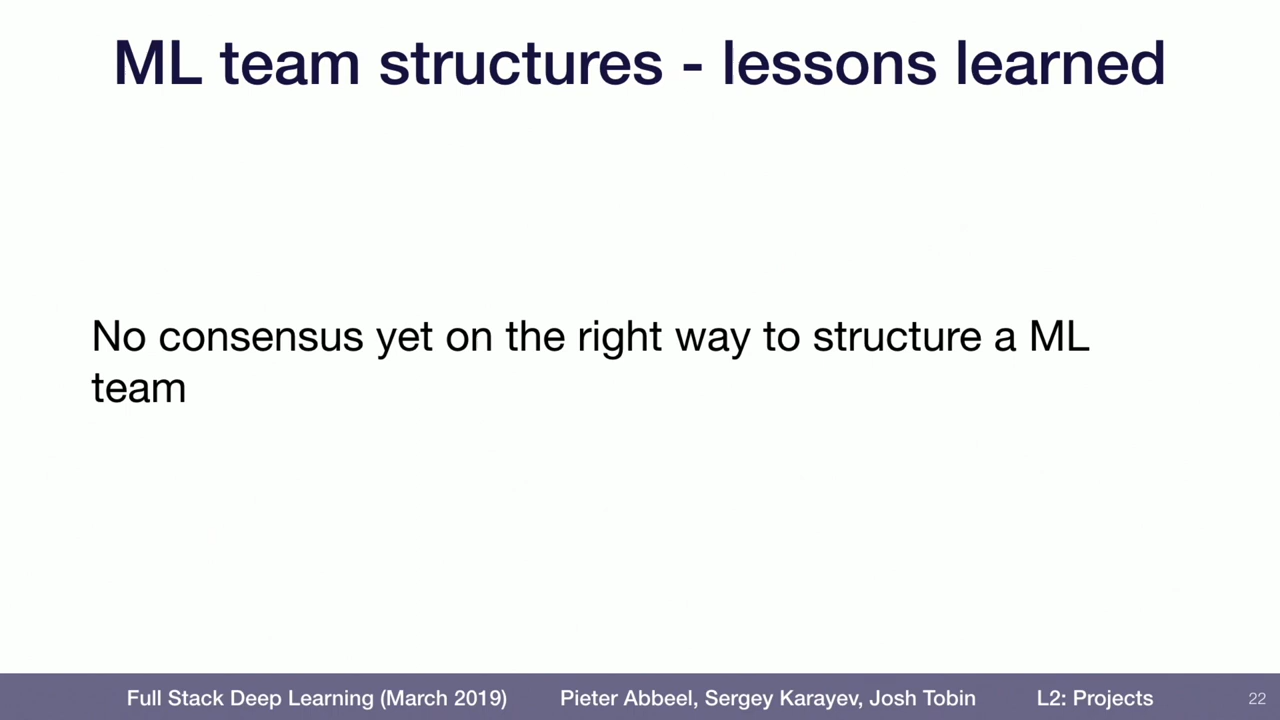 ML team structures - lessons learned
No consensus yet on the right way to structure a ML
team
Full Stack Deep Learning (March 2019) Pieter Abbeel, Sergey Karayev, Josh Tobin L2: Projects 22